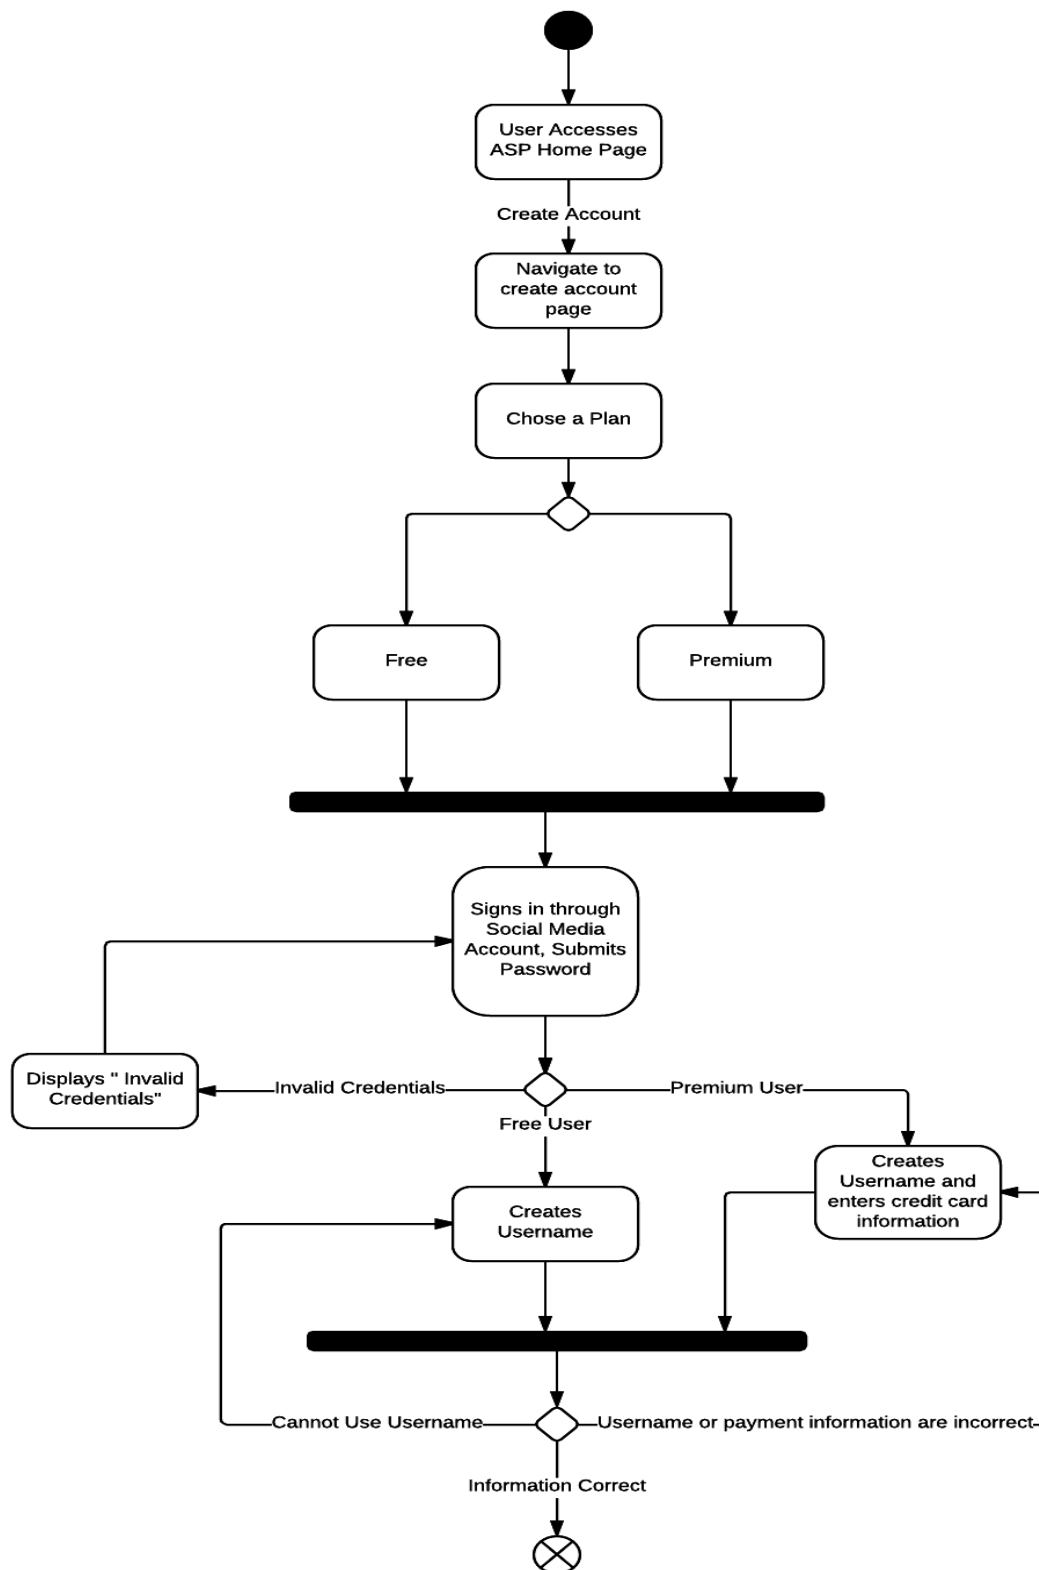 User Accesses
ASP Home Page
Create Account
Navigate to
create account
page
Chose a Plan
Free
Premium
Signs in through
Social Media
Account, Submits
Password
Displays " Invalid
Credentials"
Invalid Credentials
Premium User
Free User
Creates
Username and
enters credit card
information
Creates
Username
Cannot Use Username
Username or payment information are incorrect
Information Correct